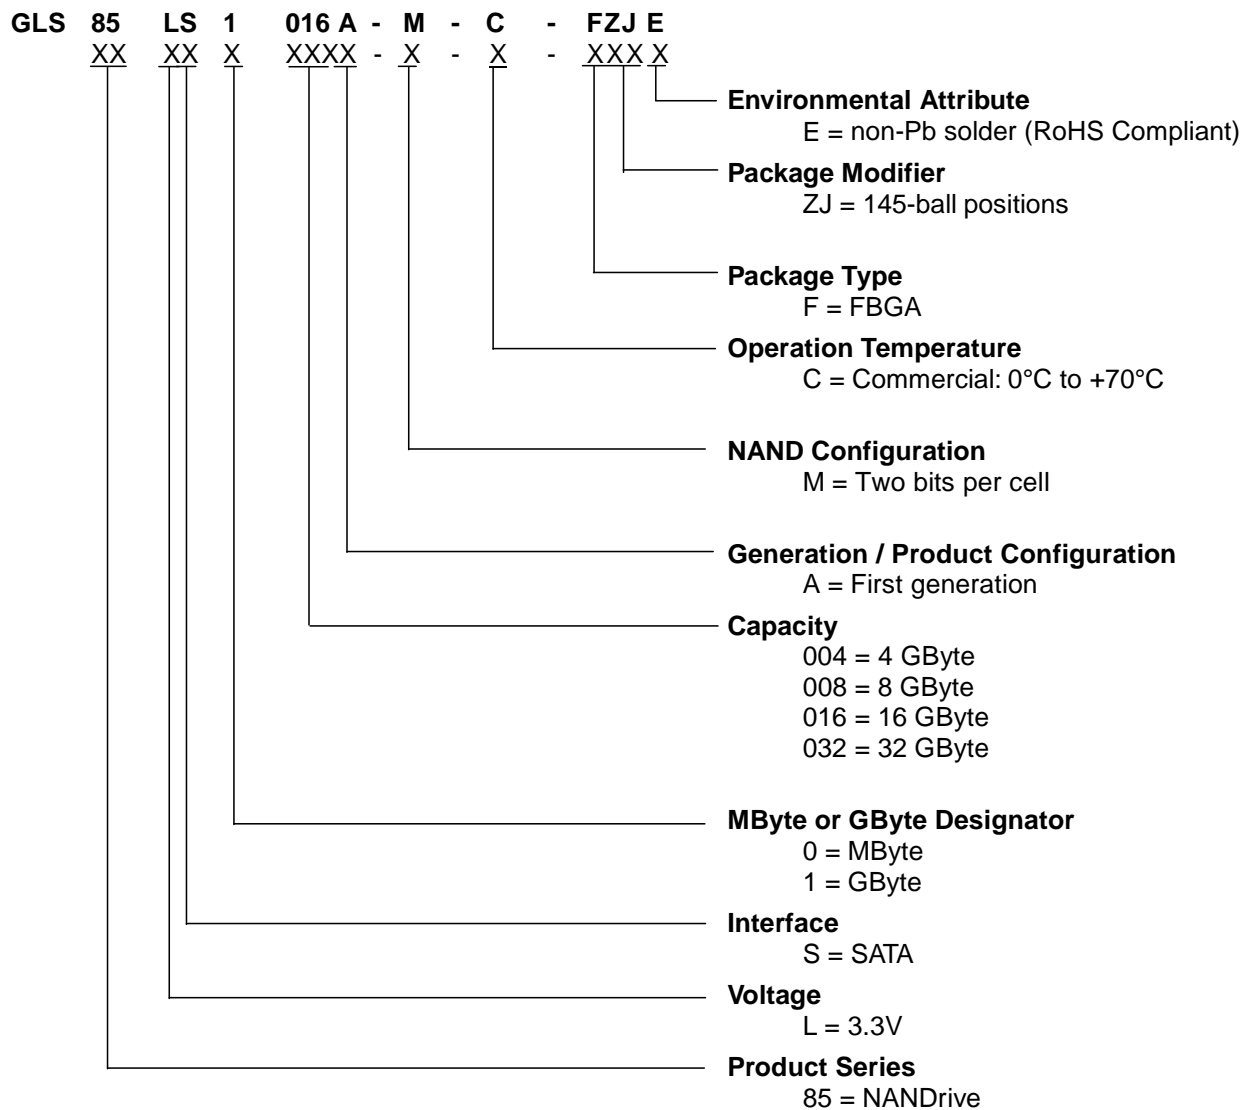 GLS 85 LS 1 016 A - M - C - FZJ E
XX XX X XXXX - X - X - XXX X
Environmental Attribute
E = non-Pb solder (RoHS Compliant)
Package Modifier
ZJ = 145-ball positions
Package Type
F = FBGA
Operation Temperature
C = Commercial: 0°C to +70°C
NAND Configuration
M = Two bits per cell
Generation / Product Configuration
A = First generation
Capacity
004 = 4 GByte
008 = 8 GByte
016 = 16 GByte
032 = 32 GByte
MByte or GByte Designator
0 = MByte
1 = GByte
Interface
S = SATA
Voltage
L = 3.3V
Product Series
85 = NANDrive